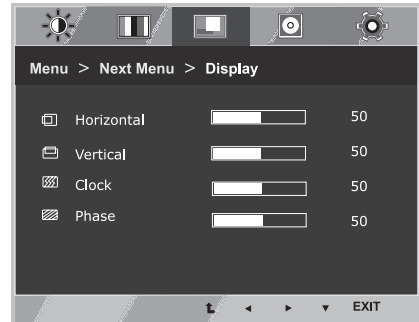 Menu > Next Menu > Display
Horizontal 50
Vertical 50
Clock 50
Phase 50
EXIT